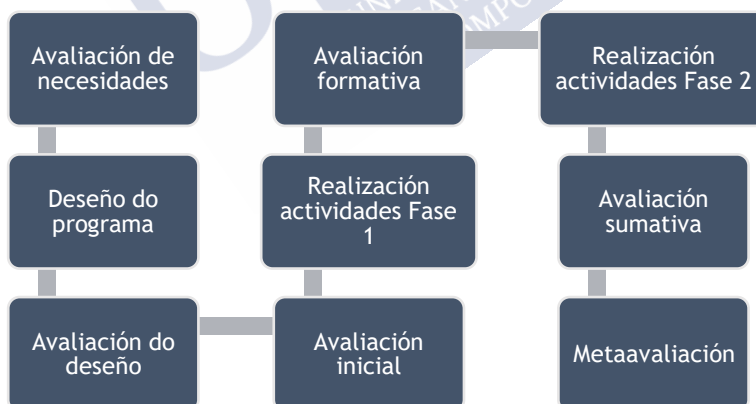 Avaliación de
necesidades
Deseño do
programa
Avaliación do
deseño
Avaliación
inicial
Realización
actividades Fase
1
Avaliación
formativa
Realización
actividades Fase 2
Avaliación
sumativa
Metaavaliación